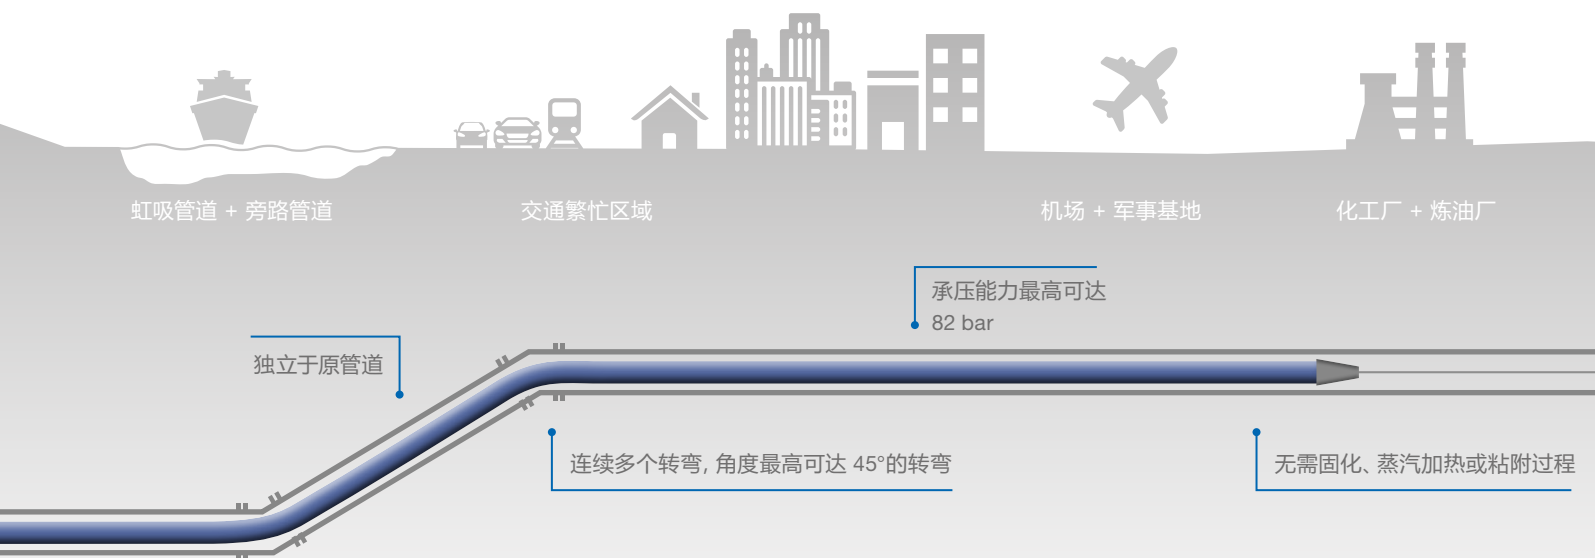 虹吸管道 + 旁路管道
交通繁忙区域
机场 + 军事基地
化工厂 + 炼油厂
承压能力最高可达
82 bar
独立于原管道
连续多个转弯, 角度最高可达 45°的转弯
无需固化、蒸汽加热或粘附过程